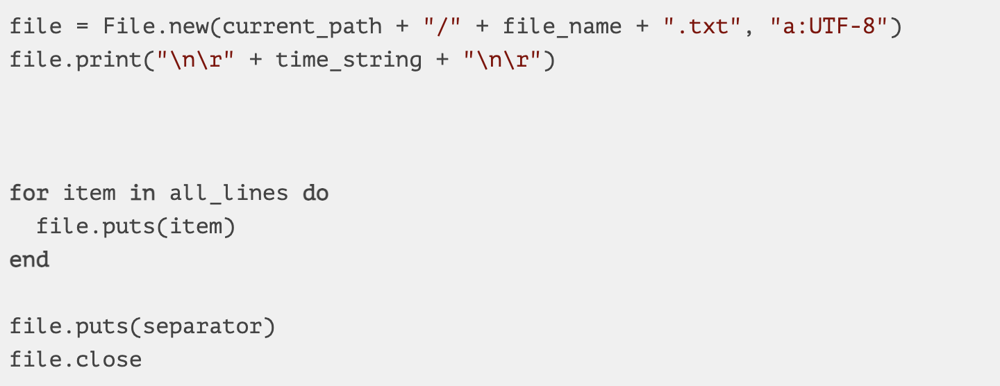 file = File.new(current_path + "/" + file_name + ".txt", "a:UTF-8")
file.print("\n\r" + time_string + "\n\r")
for item in all_lines do
  file.puts(item)
end
file.puts(separator)
file.close